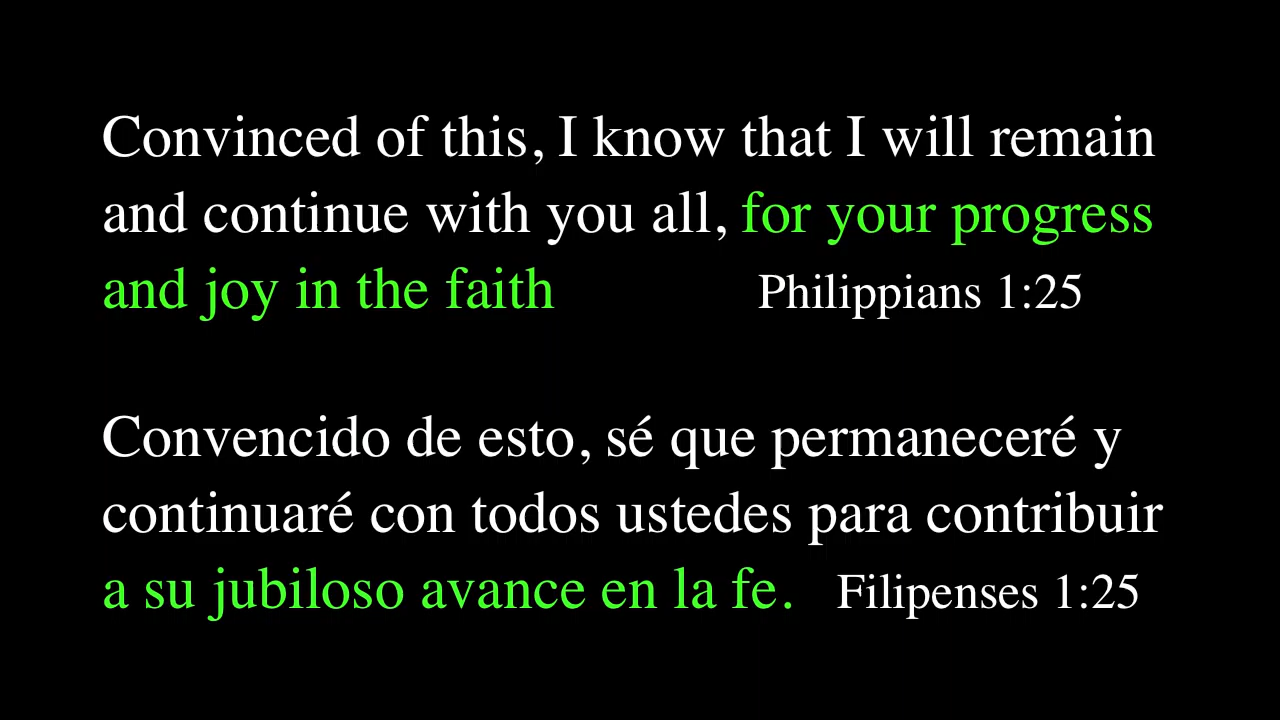 Convinced of this, I know that I will remain
and continue with you all, for your progress
and joy in the faith Philippians 1:25
Convencido de esto, sé que permaneceré y
continuaré con todos ustedes para contribuir
a su jubiloso avance en la fe. Filipenses 1:25